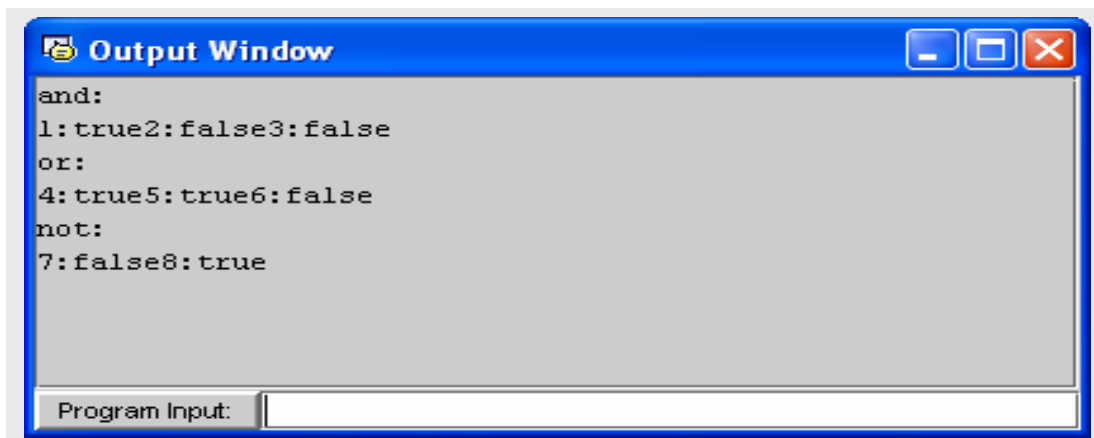 Output Window
and:
1:true2:false3:false
or:
4:true5:true6:false
not:
7:false8:true
Program Input: